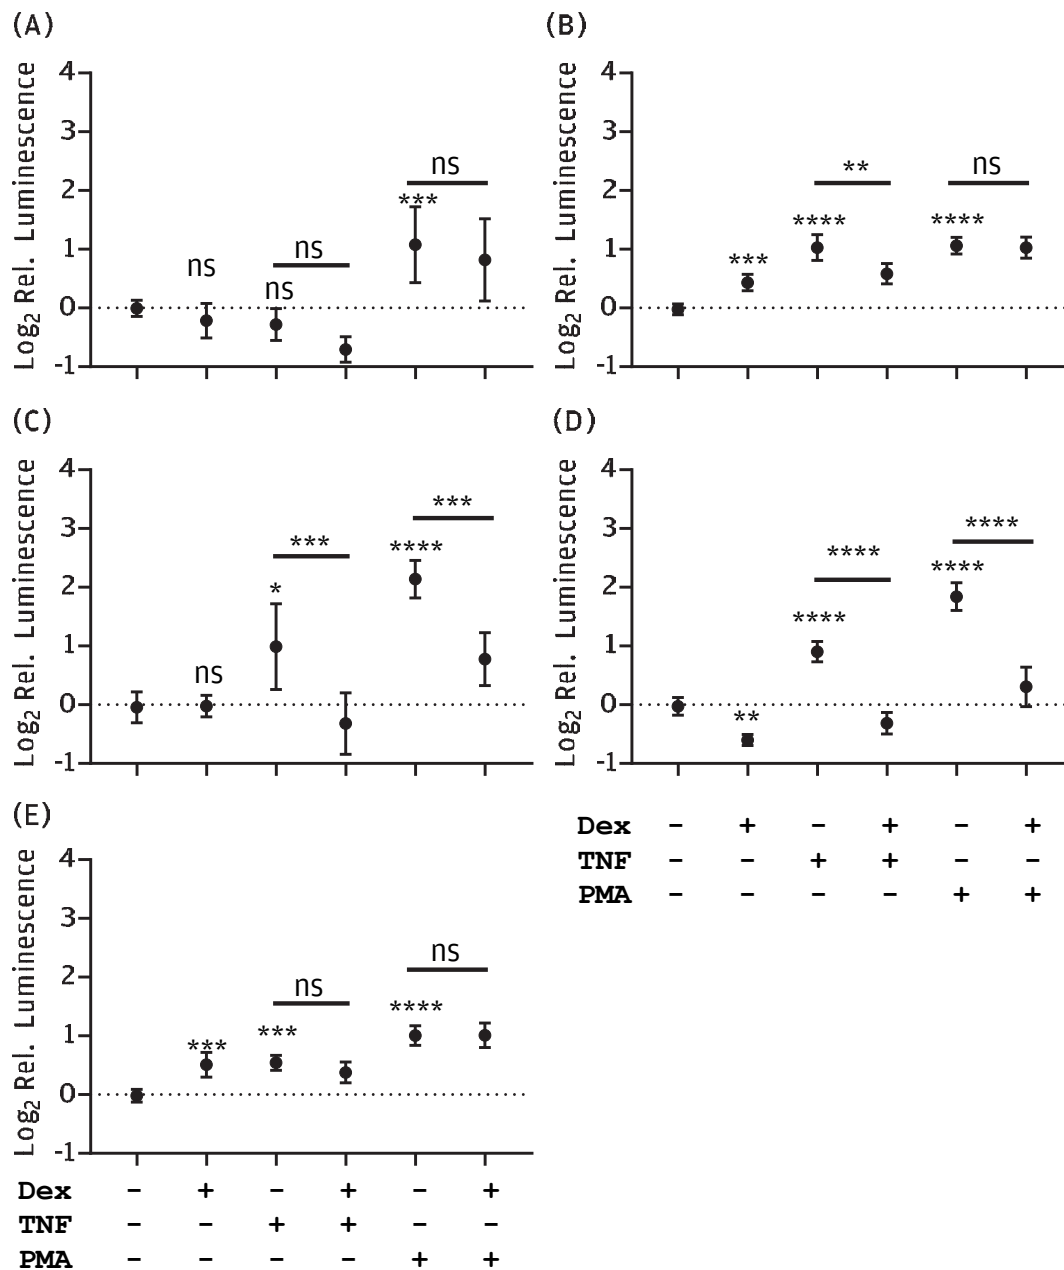 (A)
Log2 Rel. Luminescence
4
3
2
1
0
-1
ns
ns
ns
***
ns
(B)
Log2 Rel. Luminescence
4
3
2
1
0
-1
***
****
**
****
ns
(C)
Log2 Rel. Luminescence
4
3
2
1
0
-1
ns
*
***
****
***
(D)
Log2 Rel. Luminescence
4
3
2
1
0
-1
**
****
****
****
****
Dex - + - + - +
TNF - - + + - -
PMA - - - - + +
(E)
Log2 Rel. Luminescence
4
3
2
1
0
-1
***
***
ns
****
ns
Dex - + - + - +
TNF - - + + - -
PMA - - - - + +